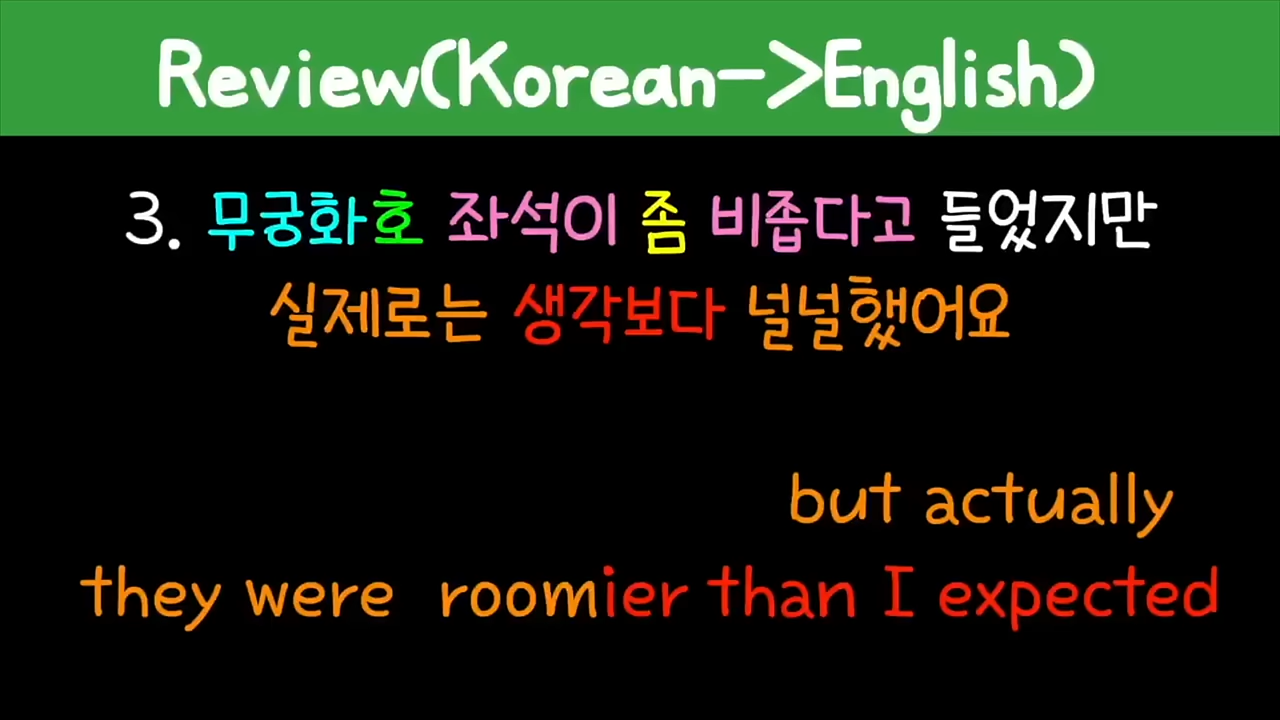 Review(Korean->English)
3. 무궁화호 좌석이 좀 비좁다고 들었지만
실제로는 생각보다 널널했어요
but actually
they were roomier than I expected